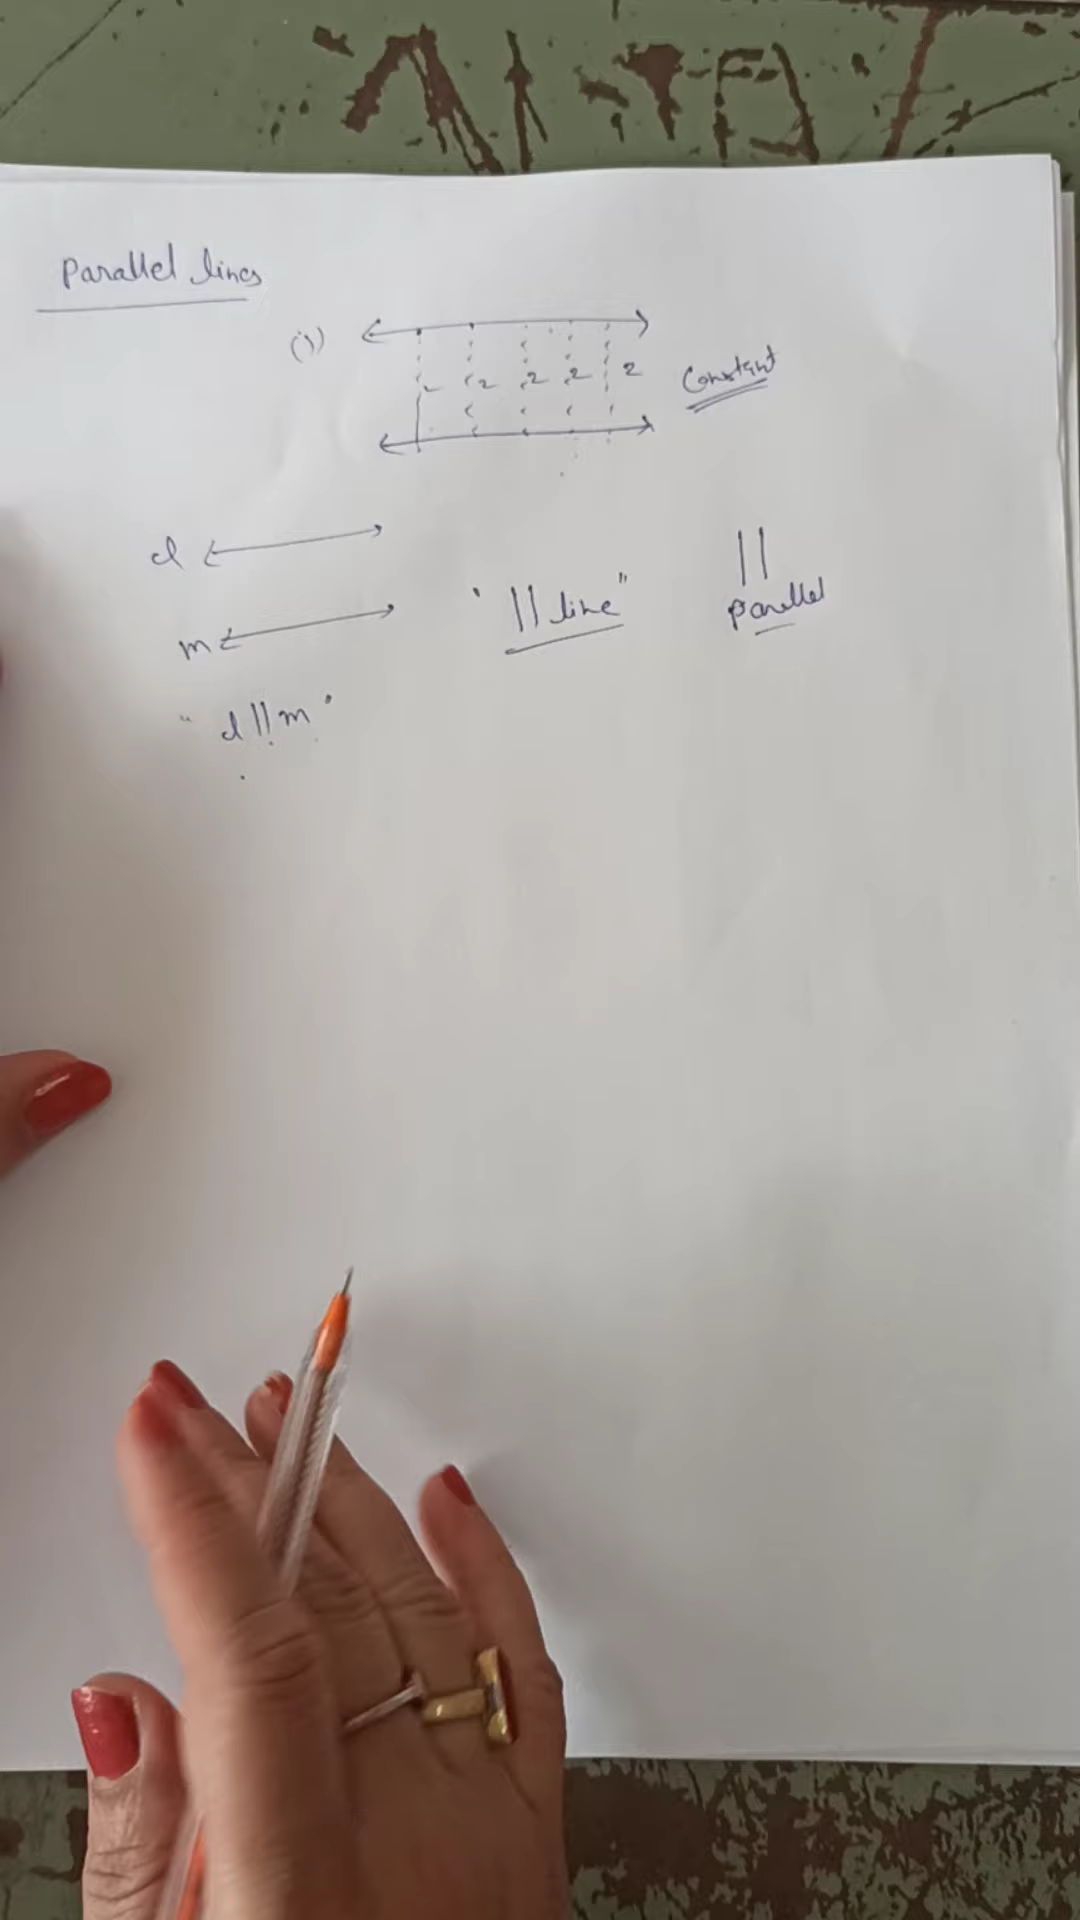 Parallel lines
(i)
2 2 2 2 2 Constant
l
m "|| line" || parallel
"l || m"